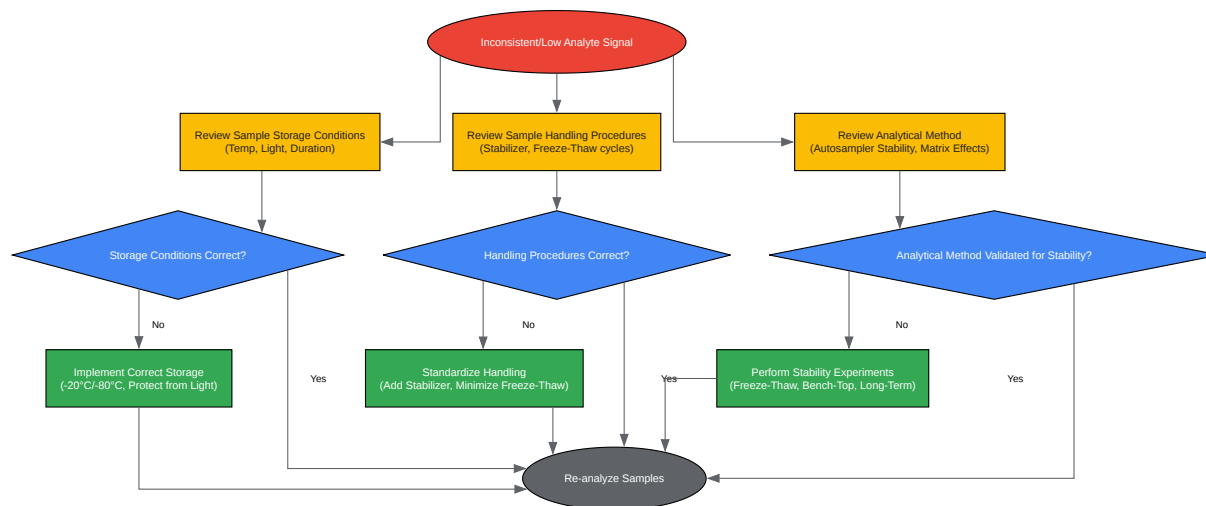 Inconsistent/Low Analyte Signal
Review Sample Storage Conditions
(Temp, Light, Duration)
Review Sample Handling Procedures
(Stabilizer, Freeze-Thaw cycles)
Review Analytical Method
(Autosampler Stability, Matrix Effects)
Storage Conditions Correct?
Handling Procedures Correct?
Analytical Method Validated for Stability?
No
No
No
Implement Correct Storage
(-20°C/-80°C, Protect from Light)
Yes
Standardize Handling
(Add Stabilizer, Minimize Freeze-Thaw)
Yes
Perform Stability Experiments
(Freeze-Thaw, Bench-Top, Long-Term)
Yes
Re-analyze Samples